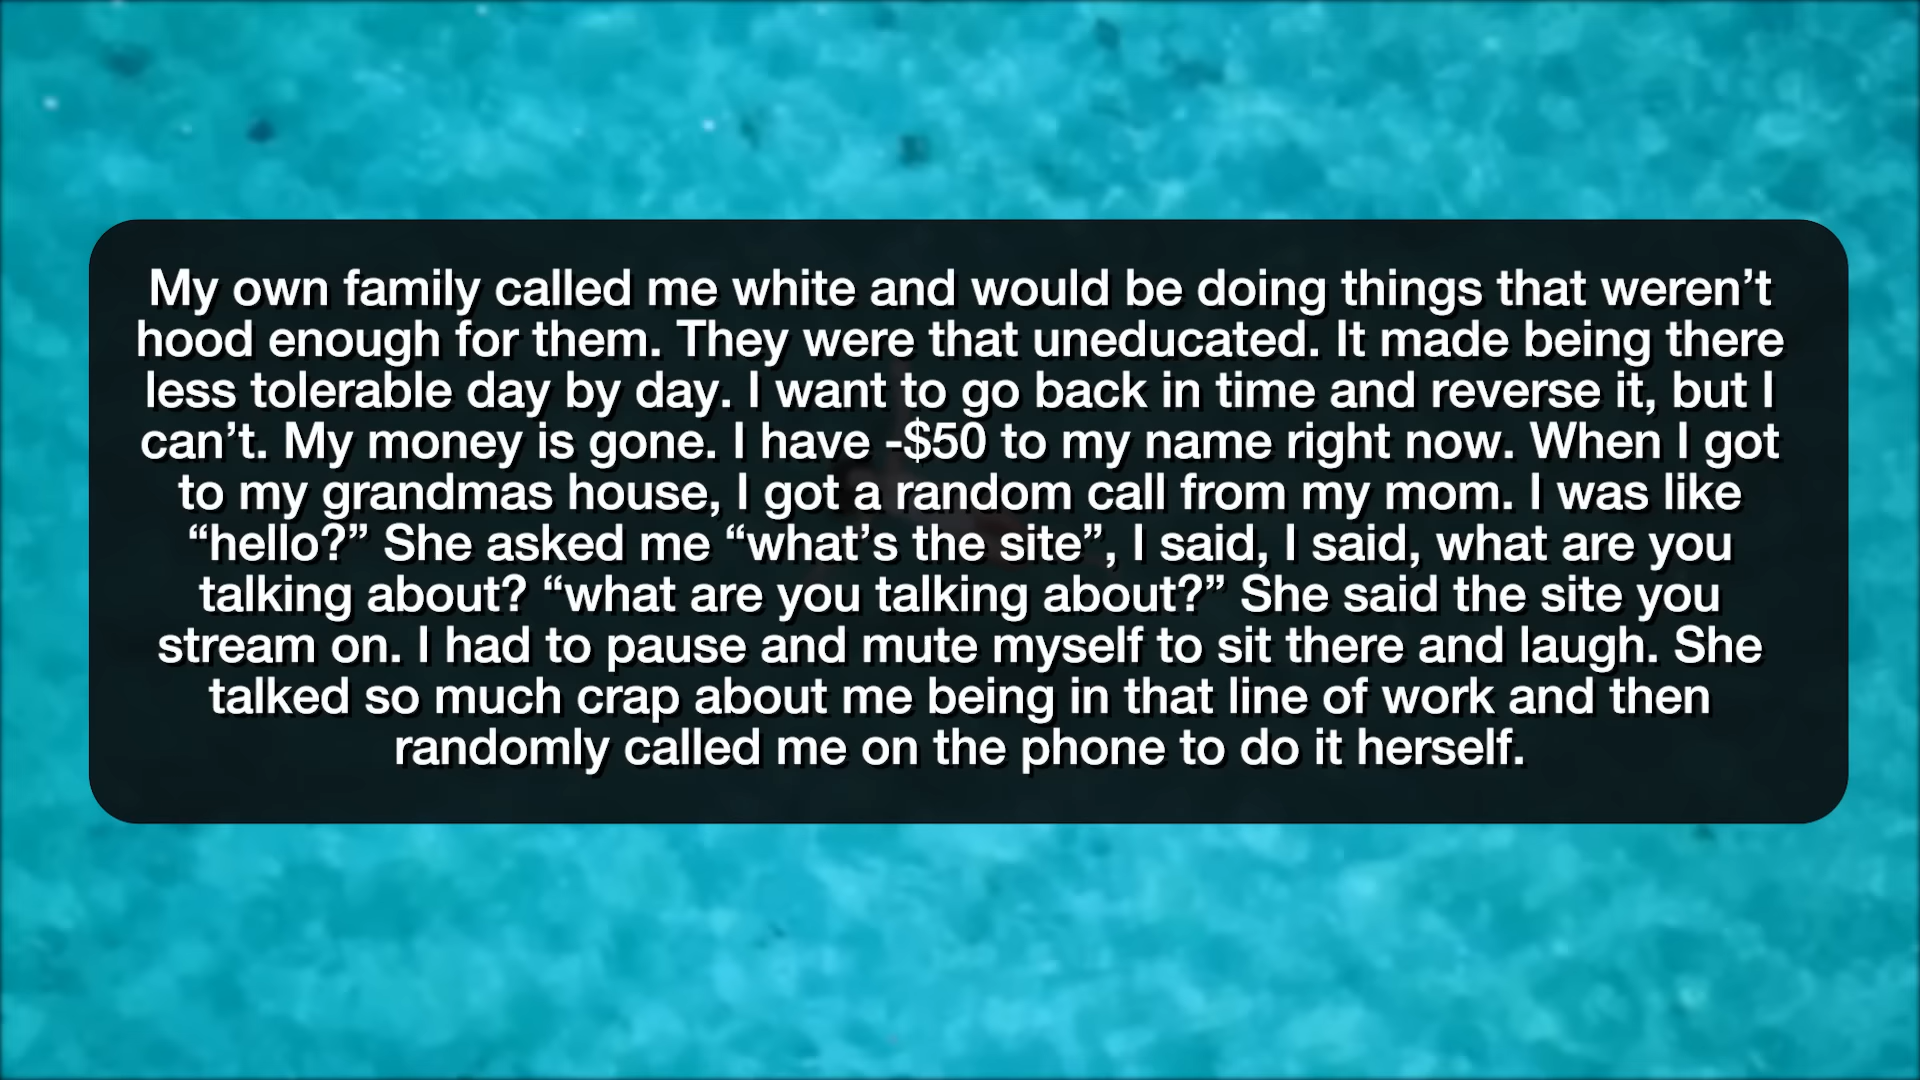 My own family called me white and would be doing things that weren’t
hood enough for them. They were that uneducated. It made being there
less tolerable day by day. I want to go back in time and reverse it, but I
can’t. My money is gone. I have -$50 to my name right now. When I got
to my grandmas house, I got a random call from my mom. I was like
“hello?” She asked me “what’s the site”, I said, I said, what are you
talking about? “what are you talking about?” She said the site you
stream on. I had to pause and mute myself to sit there and laugh. She
talked so much crap about me being in that line of work and then
randomly called me on the phone to do it herself.